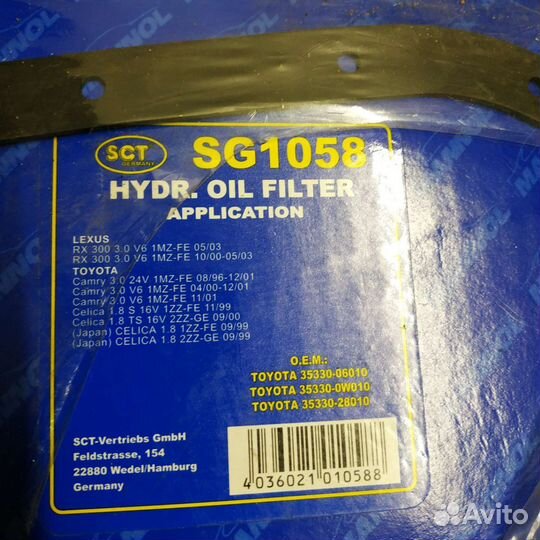 SCT
GERMANY
SG1058
HYDR. OIL FILTER
APPLICATION
LEXUS
RX 300 3.0 V6 1MZ-FE 05/03
RX 300 3.0 V6 1MZ-FE 10/00-05/03
TOYOTA
Camry 3.0 24V 1MZ-FE 08/96-12/01
Camry 3.0 V6 1MZ-FE 04/00-12/01
Camry 3.0 V6 1MZ-FE 11/01
Celica 1.8 S 16V 1ZZ-FE 11/99
Celica 1.8 TS 16V 2ZZ-GE 09/00
(Japan) CELICA 1.8 1ZZ-FE 09/99
(Japan) CELICA 1.8 2ZZ-GE 09/99
O.E.M.:
TOYOTA 35330-06010
TOYOTA 35330-0W010
TOYOTA 35330-28010
SCT-Vertriebs GmbH
Feldstrasse, 154
22880 Wedel/Hamburg
Germany
4 036021 010588
MANNOL
Avito